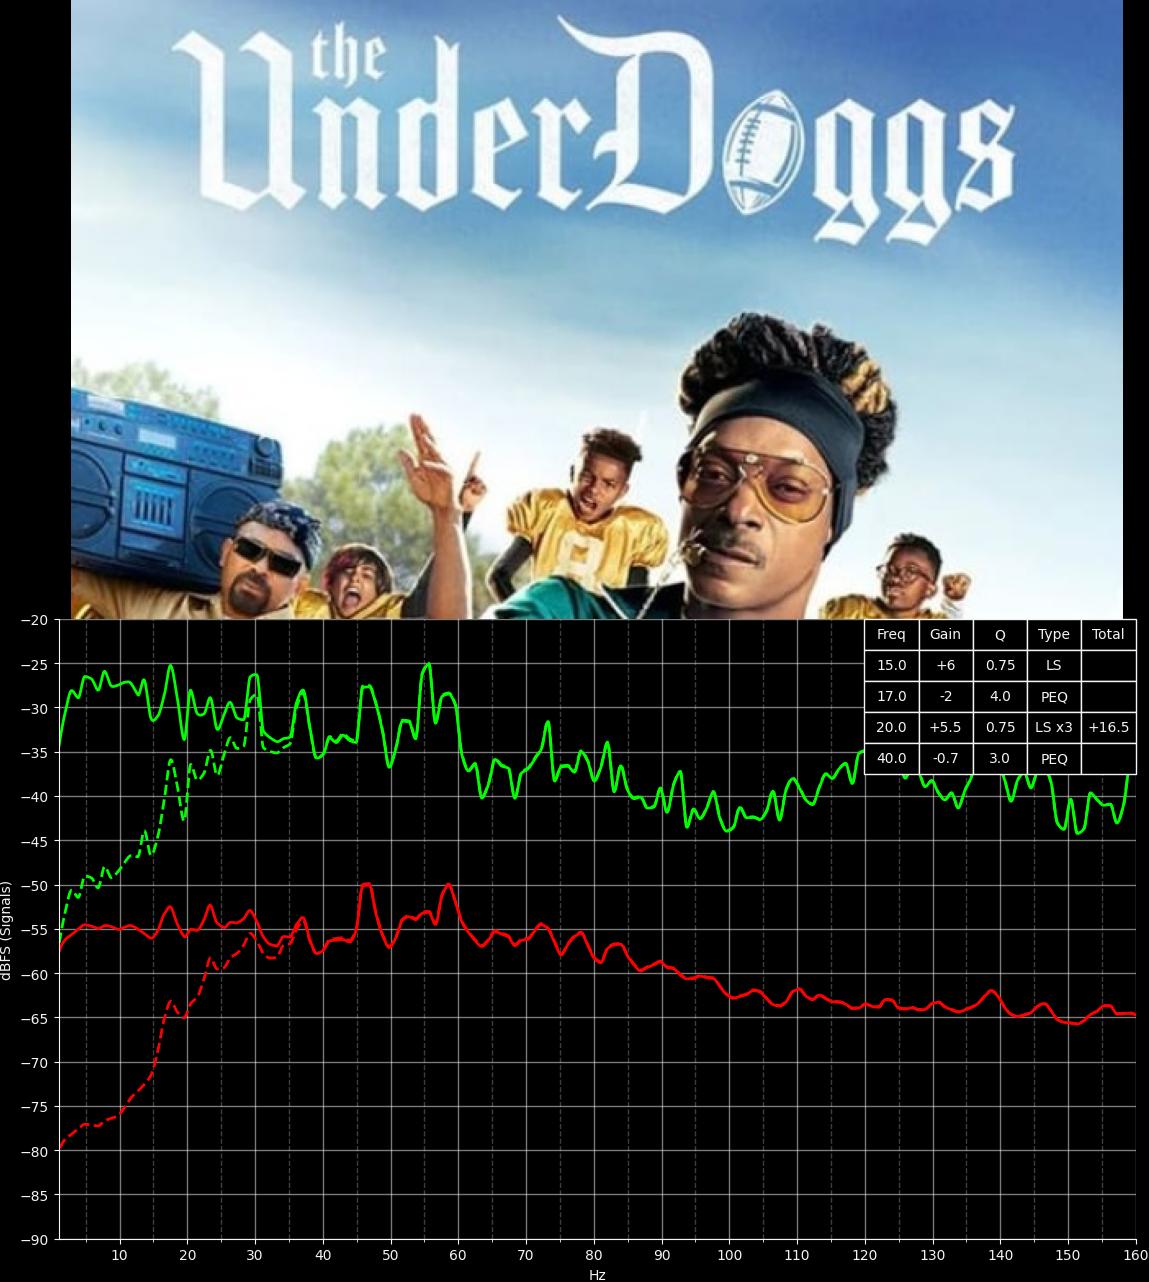 the
UnderDoggs
8
Freq Gain Q Type Total
15.0 +6 0.75 LS
17.0 -2 4.0 PEQ
20.0 +5.5 0.75 LS x3 +16.5
40.0 -0.7 3.0 PEQ
−20
−25
−30
−35
−40
−45
−50
−55
−60
−65
−70
−75
−80
−85
−90
dBFS (Signals)
10 20 30 40 50 60 70 80 90 100 110 120 130 140 150 160
Hz